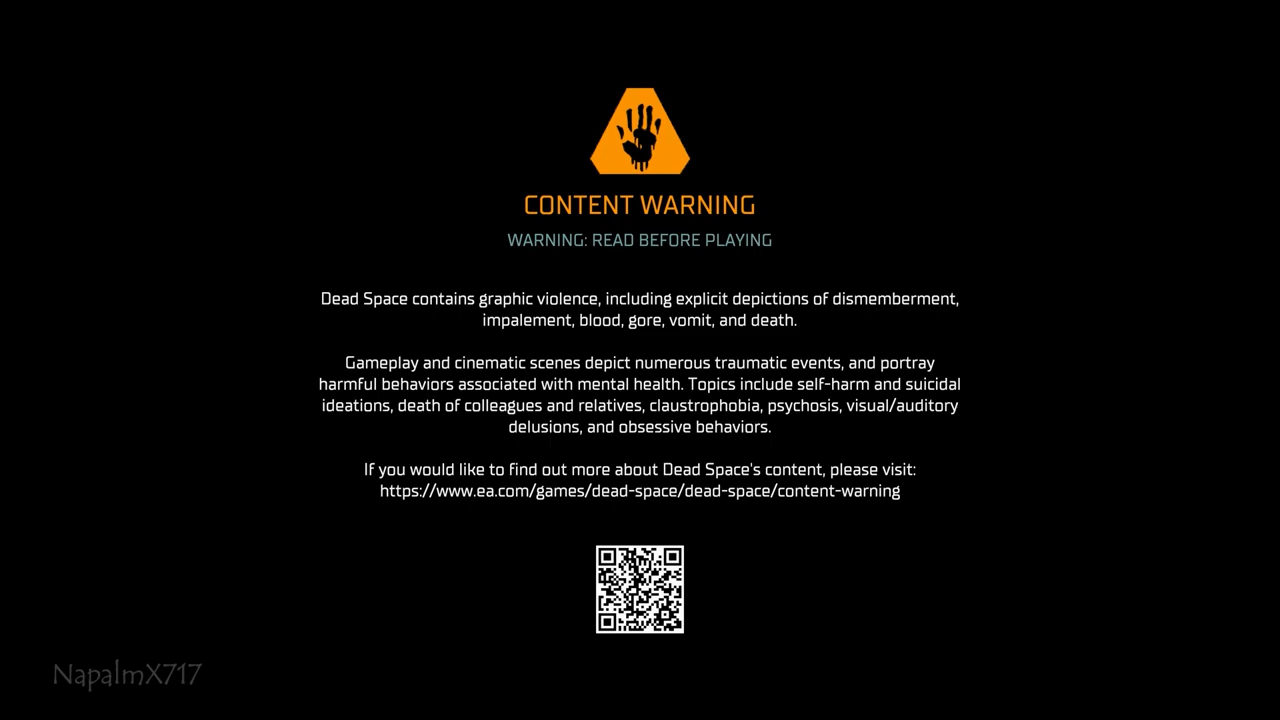 CONTENT WARNING
WARNING: READ BEFORE PLAYING
Dead Space contains graphic violence, including explicit depictions of dismemberment,
impalement, blood, gore, vomit, and death.
Gameplay and cinematic scenes depict numerous traumatic events, and portray
harmful behaviors associated with mental health. Topics include self-harm and suicidal
ideations, death of colleagues and relatives, claustrophobia, psychosis, visual/auditory
delusions, and obsessive behaviors.
If you would like to find out more about Dead Space's content, please visit:
https://www.ea.com/games/dead-space/dead-space/content-warning
NapalmX717